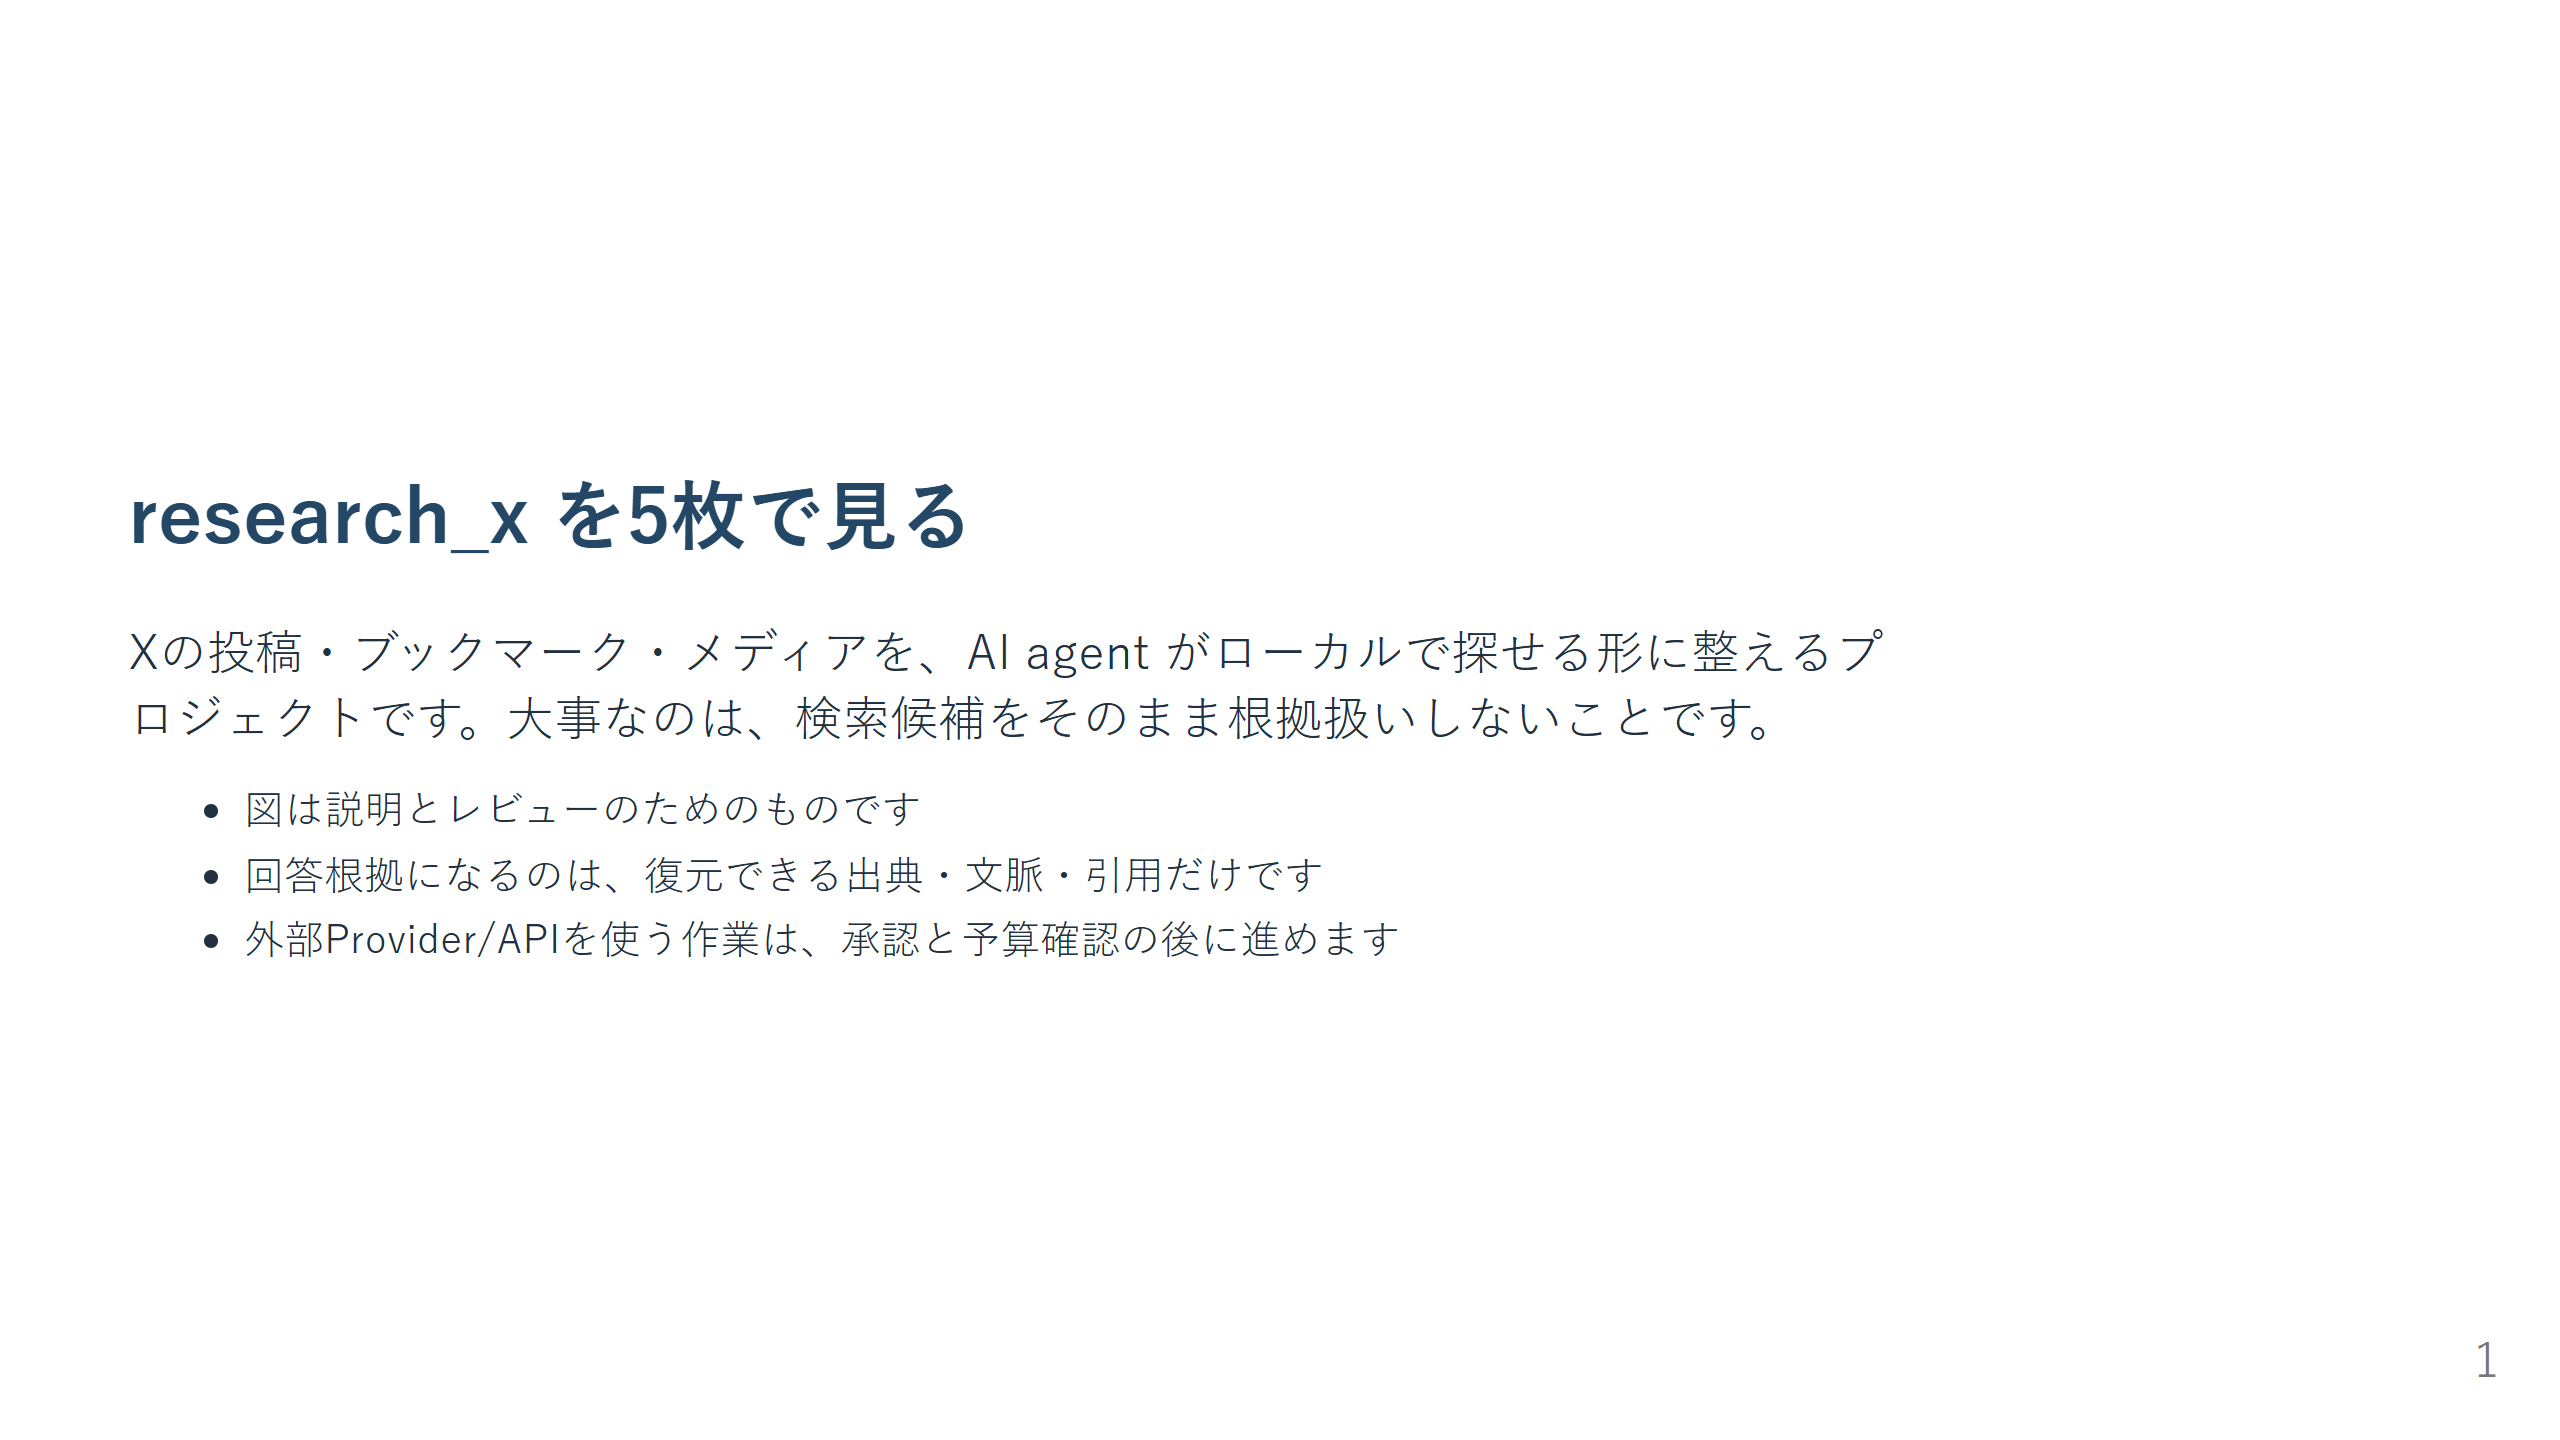 research_x を5枚で見る
Xの投稿・ブックマーク・メディアを、AI agent がローカルで探せる形に整えるプ
ロジェクトです。大事なのは、検索候補をそのまま根拠扱いしないことです。
• 図は説明とレビューのためのものです
• 回答根拠になるのは、復元できる出典・文脈・引用だけです
• 外部Provider/APIを使う作業は、承認と予算確認の後に進めます
1